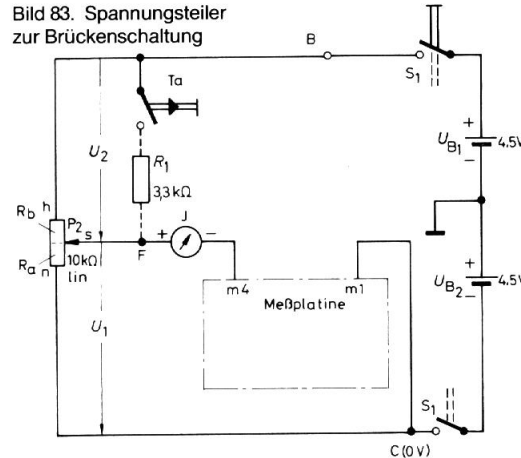 Bild 83. Spannungsteiler
zur Brückenschaltung
B
S1
Ta
+
UB1
4.5V
−
U2
R1
3,3kΩ
Rb
h
P2
s
Ra
n
10kΩ
lin
F
+
J
−
m4
m1
Meßplatine
+
UB2
4.5V
−
U1
S1
C(0V)